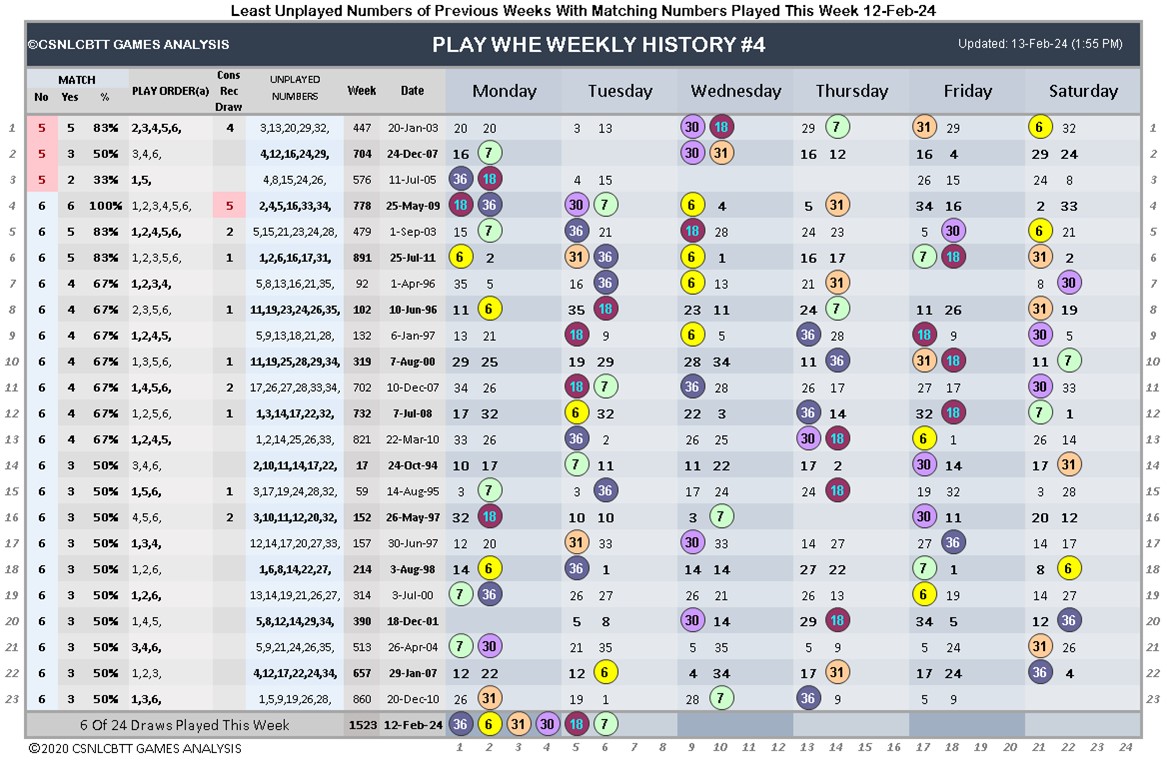 Least Unplayed Numbers of Previous Weeks With Matching Numbers Played This Week 12-Feb-24
©CSNLCBTT GAMES ANALYSIS PLAY WHE WEEKLY HISTORY #4 Updated: 13-Feb-24 (1:55 PM)
MATCH Cons UNPLAYED
No Yes % PLAY ORDER(a) Rec NUMBERS Week Date Monday Tuesday Wednesday Thursday Friday Saturday
Draw
1 5 5 83% 2,3,4,5,6, 4 3,13,20,29,32, 447 20-Jan-03 20 20 3 13 30 18 29 7 31 29 6 32 1
2 5 3 50% 3,4,6, 4,12,16,24,29, 704 24-Dec-07 16 7 30 31 16 12 16 4 29 24 2
3 5 2 33% 1,5, 4,8,15,24,26, 576 11-Jul-05 36 18 4 15 26 15 24 8 3
4 6 6 100% 1,2,3,4,5,6, 5 2,4,5,16,33,34, 778 25-May-09 18 36 30 7 6 4 5 31 34 16 2 33 4
5 6 5 83% 1,2,4,5,6, 2 5,15,21,23,24,28, 479 1-Sep-03 15 7 36 21 18 28 24 23 5 30 6 21 5
6 6 5 83% 1,2,3,5,6, 1 1,2,6,16,17,31, 891 25-Jul-11 6 2 31 36 6 1 16 17 7 18 31 2 6
7 6 4 67% 1,2,3,4, 5,8,13,16,21,35, 92 1-Apr-96 35 5 16 36 6 13 21 31 8 30 7
8 6 4 67% 2,3,5,6, 1 11,19,23,24,26,35, 102 10-Jun-96 11 6 35 18 23 11 24 7 11 26 31 19 8
9 6 4 67% 1,2,4,5, 5,9,13,18,21,28, 132 6-Jan-97 13 21 18 9 6 5 36 28 18 9 30 5 9
10 6 4 67% 1,3,5,6, 1 11,19,25,28,29,34, 319 7-Aug-00 29 25 19 29 28 34 11 36 31 18 11 7 10
11 6 4 67% 1,4,5,6, 2 17,26,27,28,33,34, 702 10-Dec-07 34 26 18 7 36 28 26 17 27 17 30 33 11
12 6 4 67% 1,2,5,6, 1 1,3,14,17,22,32, 732 7-Jul-08 17 32 6 32 22 3 36 14 32 18 7 1 12
13 6 4 67% 1,2,4,5, 1,2,14,25,26,33, 821 22-Mar-10 33 26 36 2 26 25 30 18 6 1 26 14 13
14 6 3 50% 3,4,6, 2,10,11,14,17,22, 17 24-Oct-94 10 17 7 11 11 22 17 2 30 14 17 31 14
15 6 3 50% 1,5,6, 1 3,17,19,24,28,32, 59 14-Aug-95 3 7 3 36 17 24 24 18 19 32 3 28 15
16 6 3 50% 4,5,6, 2 3,10,11,12,20,32, 152 26-May-97 32 18 10 10 3 7 30 11 20 12 16
17 6 3 50% 1,3,4, 12,14,17,20,27,33, 157 30-Jun-97 12 20 31 33 30 33 14 27 27 36 14 17 17
18 6 3 50% 1,2,6, 1,6,8,14,22,27, 214 3-Aug-98 14 6 36 1 14 14 27 22 7 1 8 6 18
19 6 3 50% 1,2,6, 13,14,19,21,26,27, 314 3-Jul-00 7 36 26 27 26 21 26 13 6 19 14 27 19
20 6 3 50% 1,4,5, 5,8,12,14,29,34, 390 18-Dec-01 5 8 30 14 29 18 34 5 12 36 20
21 6 3 50% 3,4,6, 5,9,21,24,26,35, 513 26-Apr-04 7 30 21 35 5 35 5 9 5 24 31 26 21
22 6 3 50% 1,2,3, 4,12,17,22,24,34, 657 29-Jan-07 12 22 12 6 4 34 17 31 17 24 36 4 22
23 6 3 50% 1,3,6, 1,5,9,19,26,28, 860 20-Dec-10 26 31 19 1 28 7 36 9 5 9 23
6 Of 24 Draws Played This Week 1523 12-Feb-24 36 6 31 30 18 7
©2020 CSNLCBTT GAMES ANALYSIS 1 2 3 4 5 6 7 8 9 10 11 12 13 14 15 16 17 18 19 20 21 22 23 24